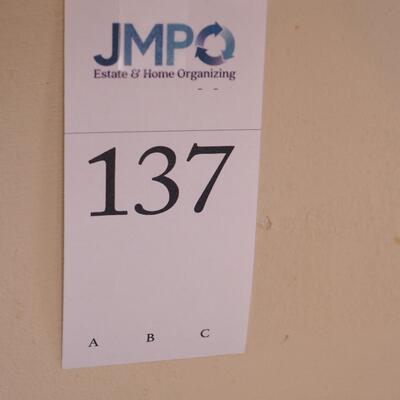 JMPO
Estate & Home Organizing
137
A B C